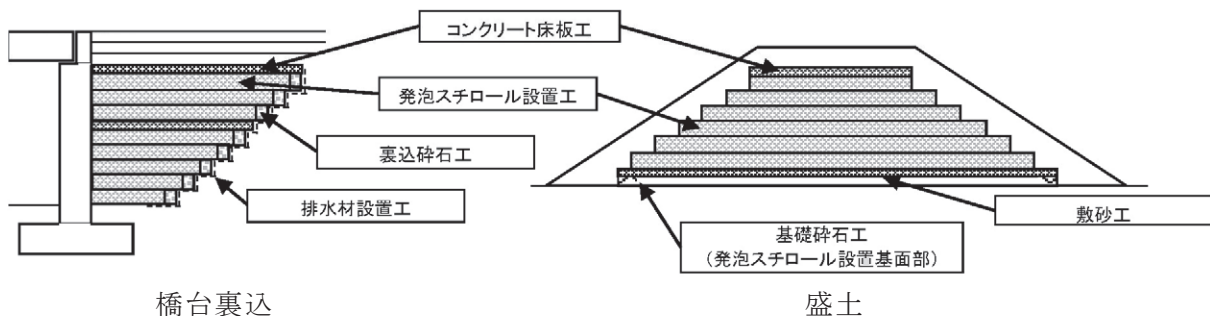 コンクリート床板工
発泡スチロール設置工
裏込砕石工
排水材設置工
敷砂工
基礎砕石工
(発泡スチロール設置基面部)
橋台裏込
盛土